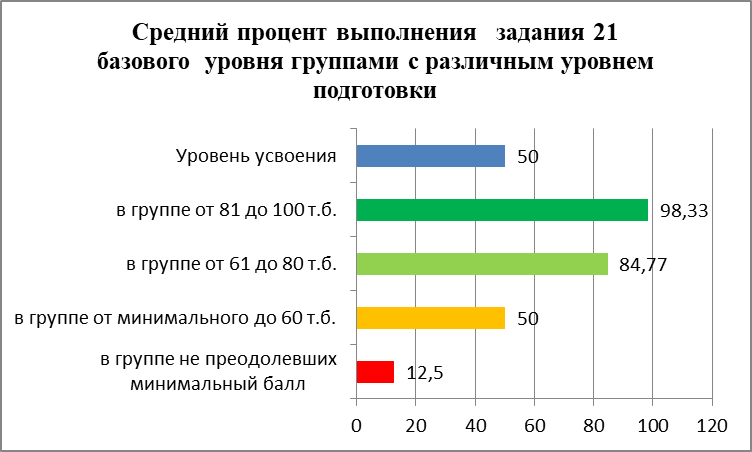 Средний процент выполнения задания 21
базового уровня группами с различным уровнем
подготовки
Уровень усвоения
50
в группе от 81 до 100 т.б.
98,33
в группе от 61 до 80 т.б.
84,77
в группе от минимального до 60 т.б.
50
в группе не преодолевших
минимальный балл
12,5
0 20 40 60 80 100 120